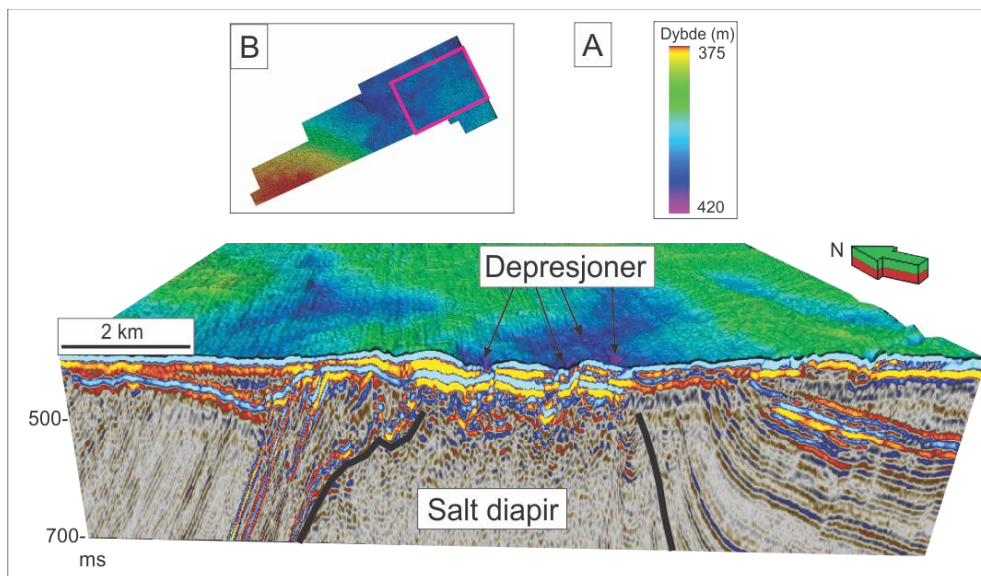 B
A
Dybde (m)
375
420
N
Depresjoner
2 km
500-
Salt diapir
700-
ms